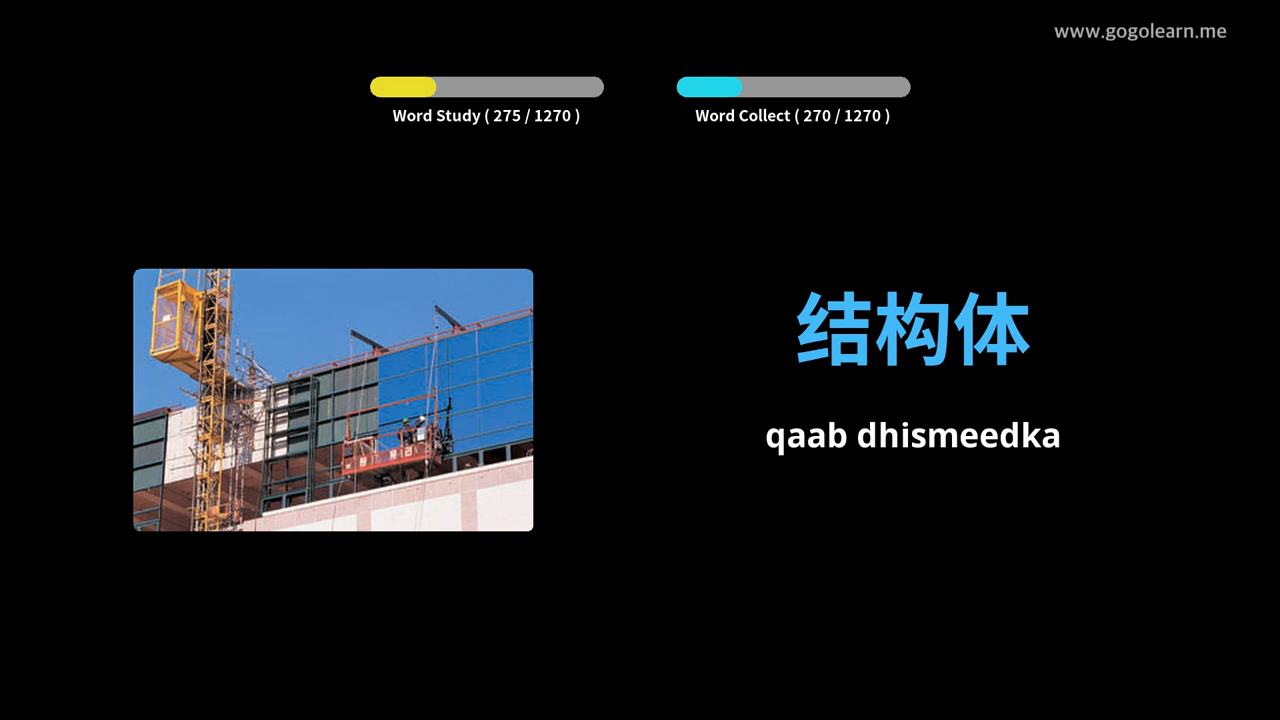 www.gogolearn.me
Word Study ( 275 / 1270 )
Word Collect ( 270 / 1270 )
结构体
qaab dhismeedka